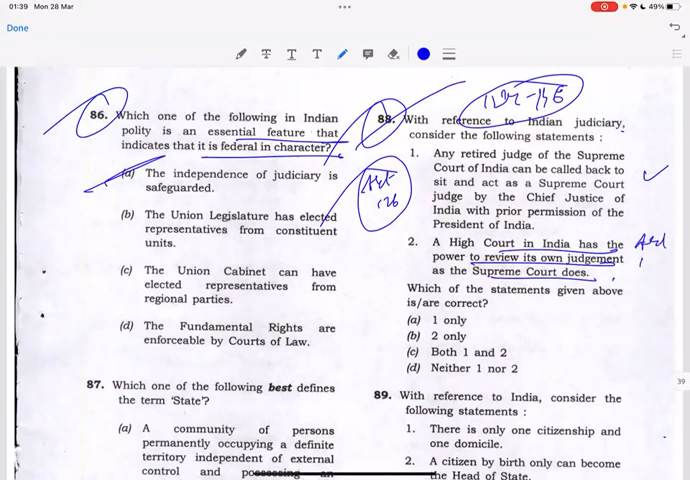 01:39 Mon 28 Mar
49%
Done
86. Which one of the following in Indian
polity is an essential feature that
indicates that it is federal in character?
(a) The independence of judiciary is
safeguarded.
(b) The Union Legislature has elected
representatives from constituent
units.
(c) The Union Cabinet can have
elected representatives from
regional parties.
(d) The Fundamental Rights are
enforceable by Courts of Law.
87. Which one of the following best defines
the term 'State'?
(a) A community of persons
permanently occupying a definite
territory independent of external
control and possessing an
88. With reference to Indian judiciary,
consider the following statements :
1. Any retired judge of the Supreme
Court of India can be called back to
sit and act as a Supreme Court
judge by the Chief Justice of
India with prior permission of the
President of India.
2. A High Court in India has the
power to review its own judgement
as the Supreme Court does.
Which of the statements given above
is/are correct?
(a) 1 only
(b) 2 only
(c) Both 1 and 2
(d) Neither 1 nor 2
89. With reference to India, consider the
following statements :
1. There is only one citizenship and
one domicile.
2. A citizen by birth only can become
the Head of State.
39